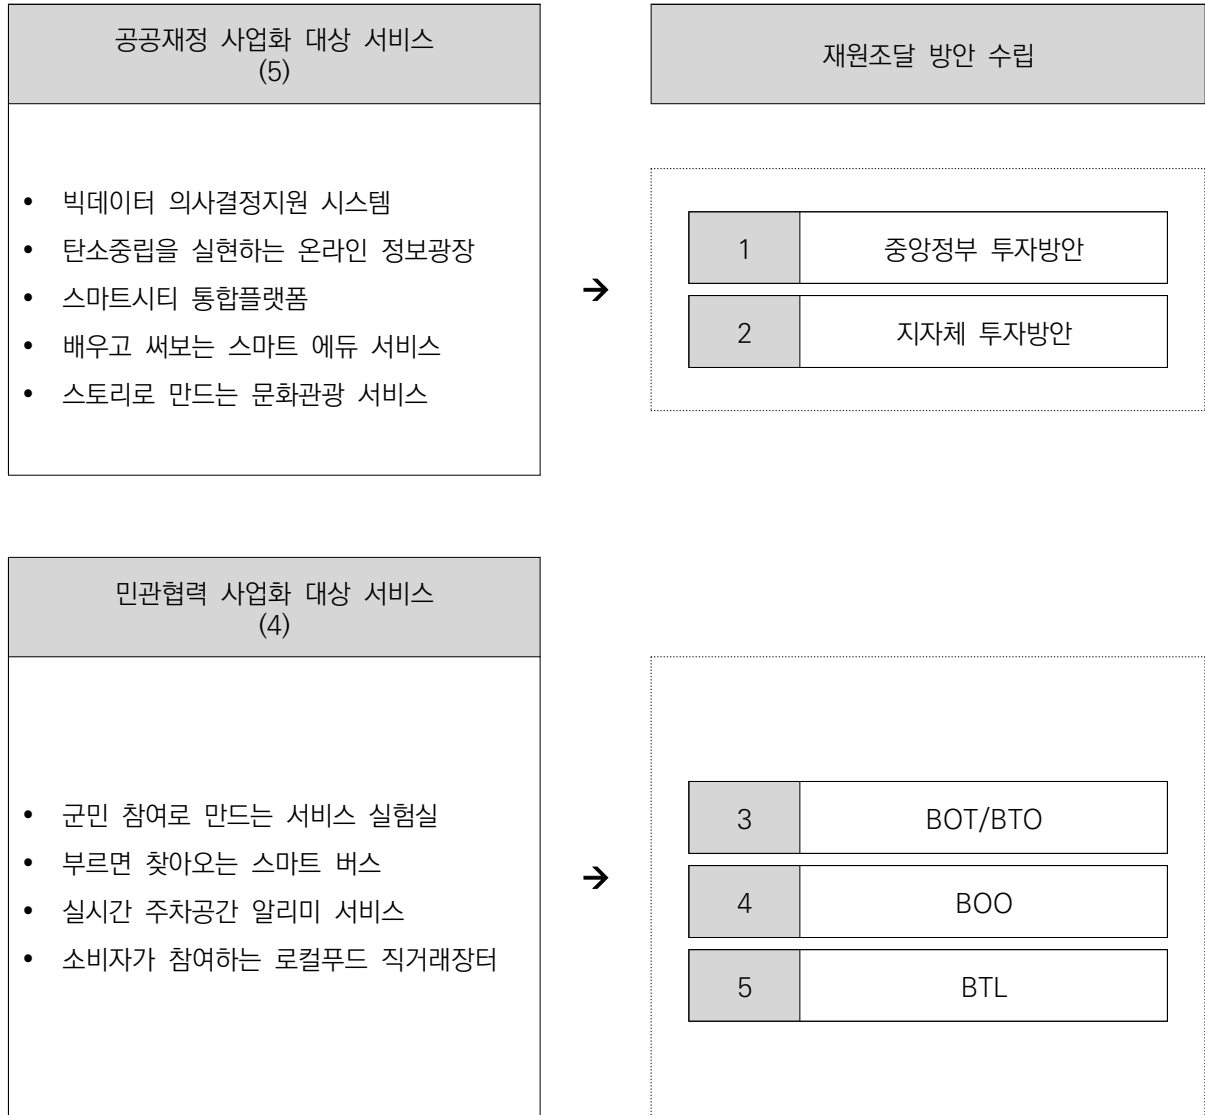 공공재정 사업화 대상 서비스
(5)
재원조달 방안 수립
• 빅데이터 의사결정지원 시스템
• 탄소중립을 실현하는 온라인 정보광장
• 스마트시티 통합플랫폼
• 배우고 써보는 스마트 에듀 서비스
• 스토리로 만드는 문화관광 서비스
→
1 중앙정부 투자방안
2 지자체 투자방안
민관협력 사업화 대상 서비스
(4)
• 군민 참여로 만드는 서비스 실험실
• 부르면 찾아오는 스마트 버스
• 실시간 주차공간 알리미 서비스
• 소비자가 참여하는 로컬푸드 직거래장터
→
3 BOT/BTO
4 BOO
5 BTL